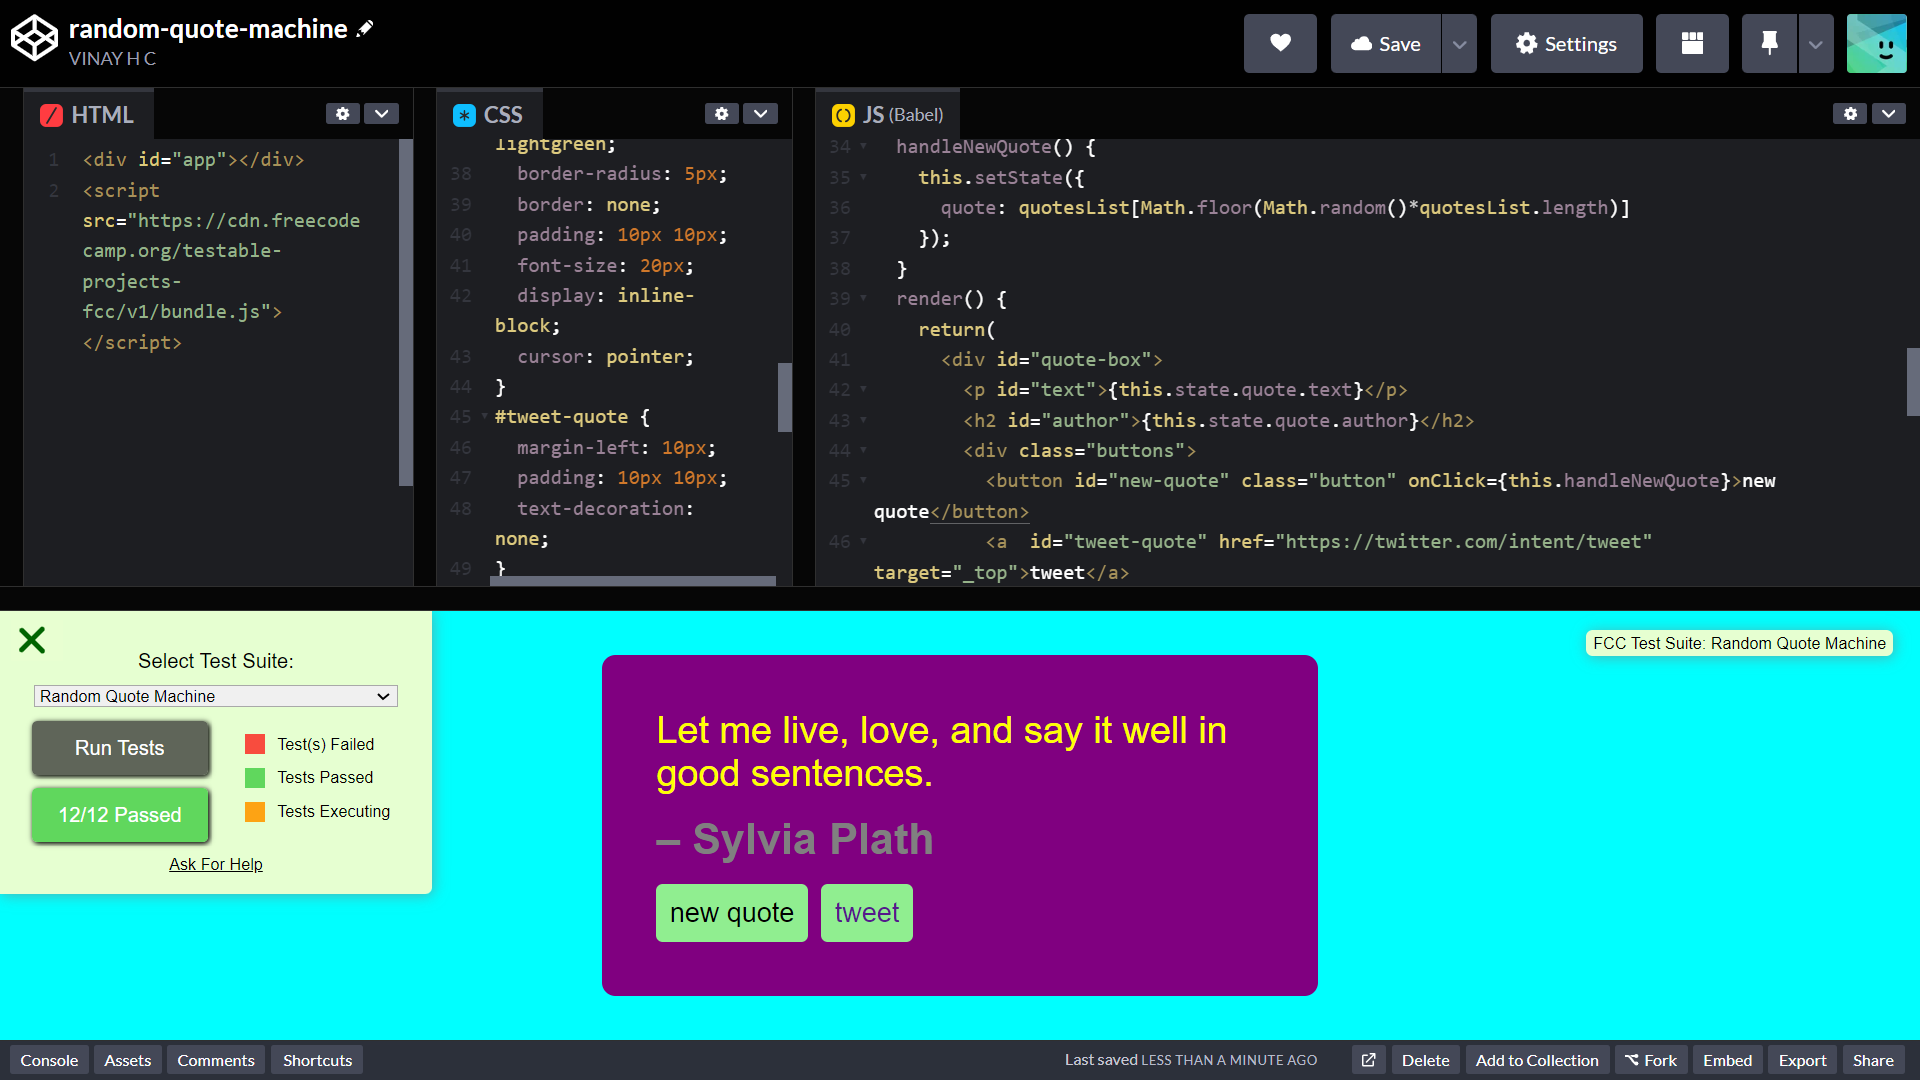 random-quote-machine
VINAY H C
Save
Settings
HTML
1 <div id="app"></div>
2 <script
src="https://cdn.freecode
camp.org/testable-
projects-
fcc/v1/bundle.js">
</script>
CSS
lightgreen;
38 border-radius: 5px;
39 border: none;
40 padding: 10px 10px;
41 font-size: 20px;
42 display: inline-
block;
43 cursor: pointer;
44 }
45 #tweet-quote {
46 margin-left: 10px;
47 padding: 10px 10px;
48 text-decoration:
none;
49 }
JS (Babel)
34 handleNewQuote() {
35 this.setState({
36 quote: quotesList[Math.floor(Math.random()*quotesList.length)]
37 });
38 }
39 render() {
40 return(
41 <div id="quote-box">
42 <p id="text">{this.state.quote.text}</p>
43 <h2 id="author">{this.state.quote.author}</h2>
44 <div class="buttons">
45 <button id="new-quote" class="button" onClick={this.handleNewQuote}>new
quote</button>
46 <a  id="tweet-quote" href="https://twitter.com/intent/tweet"
target="_top">tweet</a>
Select Test Suite:
Random Quote Machine
Run Tests
12/12 Passed
Test(s) Failed
Tests Passed
Tests Executing
Ask For Help
FCC Test Suite: Random Quote Machine
Let me live, love, and say it well in
good sentences.
– Sylvia Plath
new quote
tweet
Console
Assets
Comments
Shortcuts
Last saved LESS THAN A MINUTE AGO
Delete
Add to Collection
Fork
Embed
Export
Share